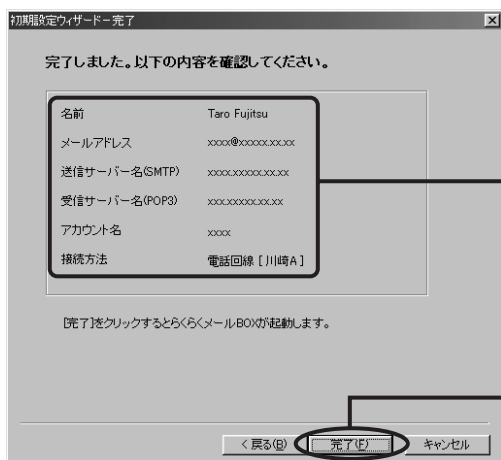 初期設定ウィザード－完了
完了しました。以下の内容を確認してください。
名前 Taro Fujitsu
メールアドレス xxxx@xxxxx.xx.xx
送信サーバー名(SMTP) xxxx.xxxxx.xx.xx
受信サーバー名(POP3) xxx.xxxxxx.xx.xx
アカウント名 xxxx
接続方法 電話回線 [ 川崎A ]
[完了]をクリックするとらくらくメールBOXが起動します。
< 戻る(B) 完了(F) キャンセル